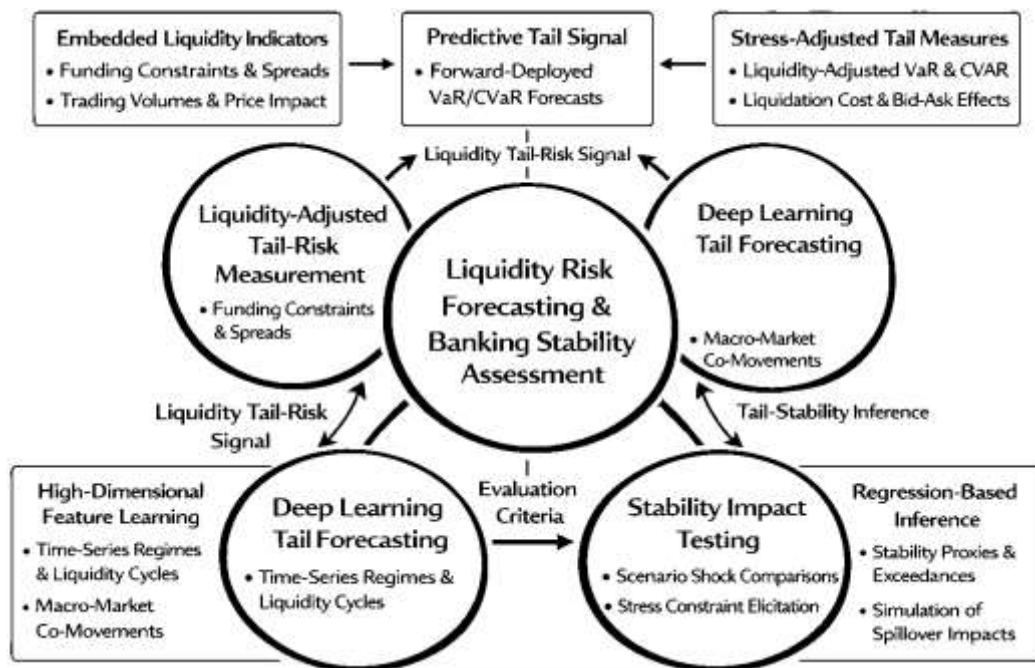 Embedded Liquidity Indicators
• Funding Constraints & Spreads
• Trading Volumes & Price Impact
Predictive Tail Signal
• Forward-Deployed
VaR/CVaR Forecasts
Stress-Adjusted Tail Measures
• Liquidity-Adjusted VaR & CVAR
• Liquidation Cost & Bid-Ask Effects
Liquidity Tail-Risk Signal
Liquidity-Adjusted
Tail-Risk
Measurement
• Funding Constraints
& Spreads
Liquidity Risk
Forecasting &
Banking Stability
Assessment
Deep Learning
Tail Forecasting
• Macro-Market
Co-Movements
Liquidity Tail-Risk
Signal
Tail-Stability Inference
High-Dimensional
Feature Learning
• Time-Series Regimes
& Liquidity Cycles
• Macro-Market
Co-Movements
Deep Learning
Tail Forecasting
• Time-Series Regimes &
Liquidity Cycles
Evaluation
Criteria
Stability Impact
Testing
• Scenario Shock Comparisons
• Stress Constraint Elicitation
Regression-Based
Inference
• Stability Proxies &
Exceedances
• Simulation of
Spillover Impacts